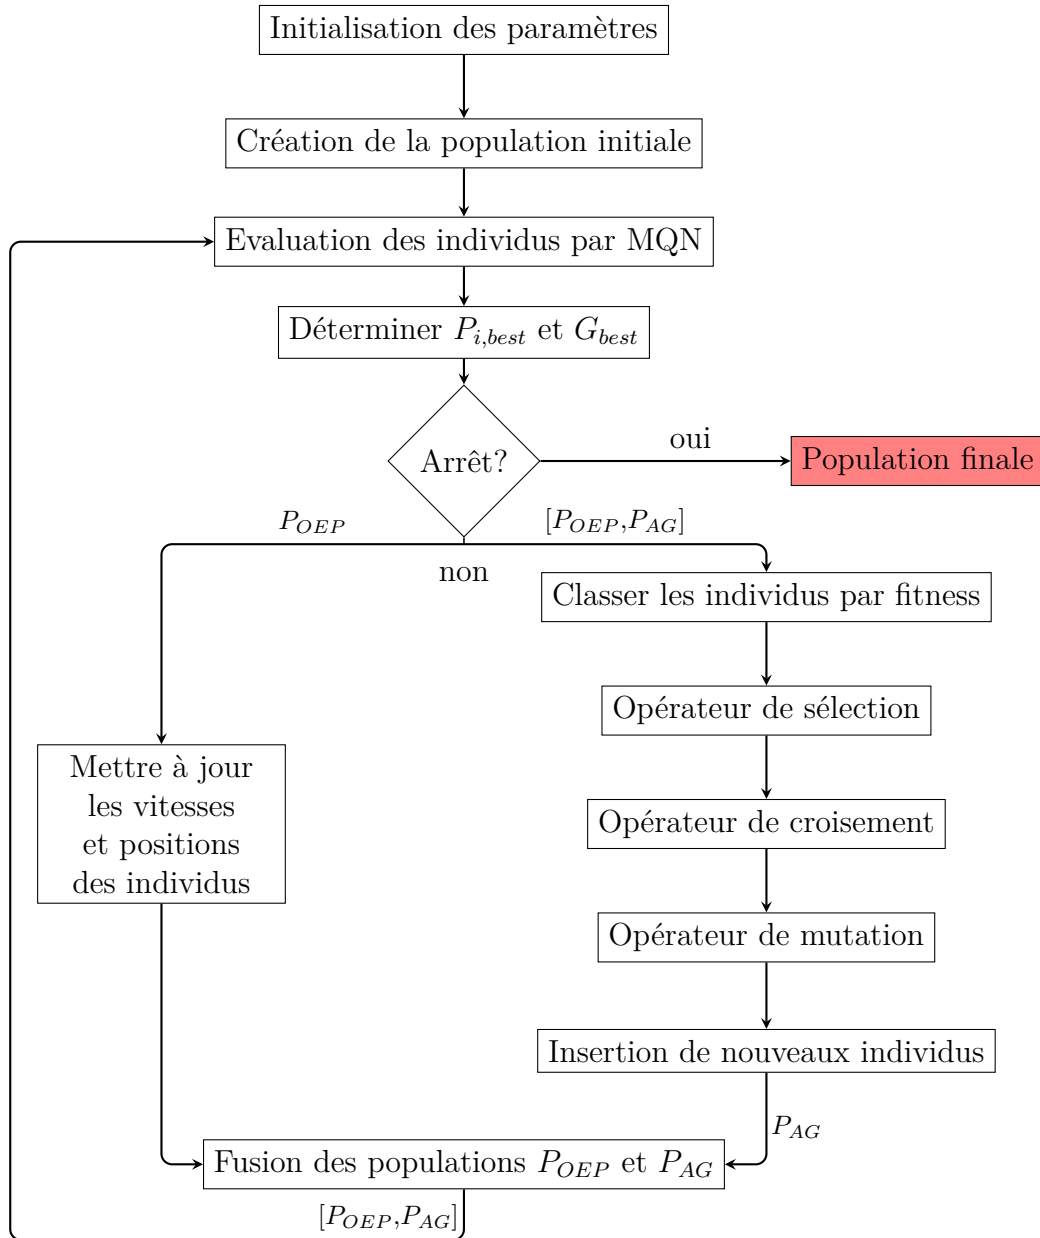 Initialisation des paramètres
Création de la population initiale
Evaluation des individus par MQN
Déterminer P_{i,best} et G_{best}
Arrêt?
oui
Population finale
P_{OEP}
[P_{OEP},P_{AG}]
non
Classer les individus par fitness
Opérateur de sélection
Mettre à jour
les vitesses
et positions
des individus
Opérateur de croisement
Opérateur de mutation
Insertion de nouveaux individus
P_{AG}
Fusion des populations P_{OEP} et P_{AG}
[P_{OEP},P_{AG}]